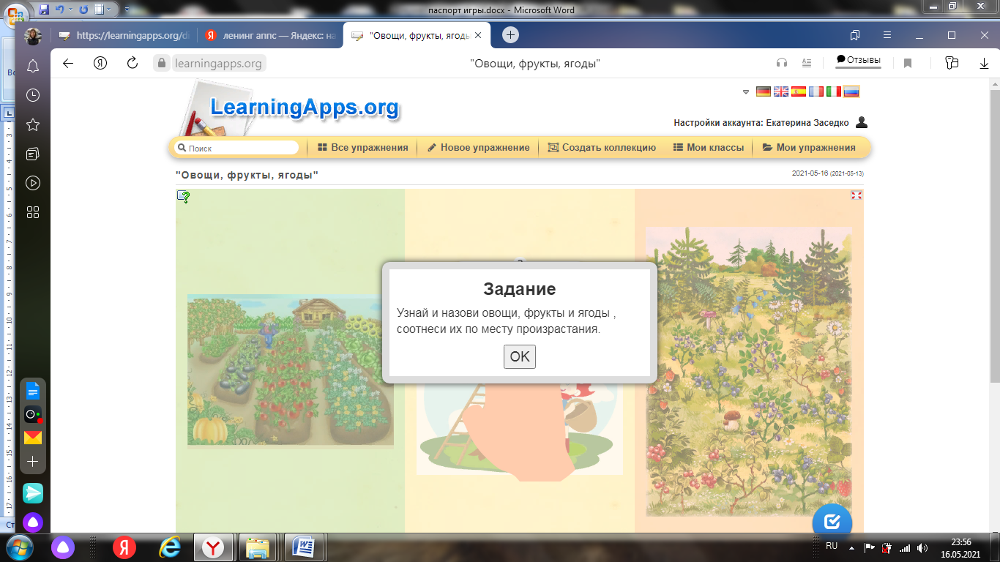 паспорт игры.docx - Microsoft Word
https://learningapps.org/di
ленинг аппс — Яндекс: на
"Овощи, фрукты, ягоды
learningapps.org
"Овощи, фрукты, ягоды"
Отзывы
LearningApps.org
Настройки аккаунта: Екатерина Заседко
Поиск
Все упражнения
Новое упражнение
Создать коллекцию
Мои классы
Мои упражнения
"Овощи, фрукты, ягоды"
2021-05-16 (2021-05-13)
Задание
Узнай и назови овощи, фрукты и ягоды ,
соотнеси их по месту произрастания.
OK
RU
23:56
16.05.2021